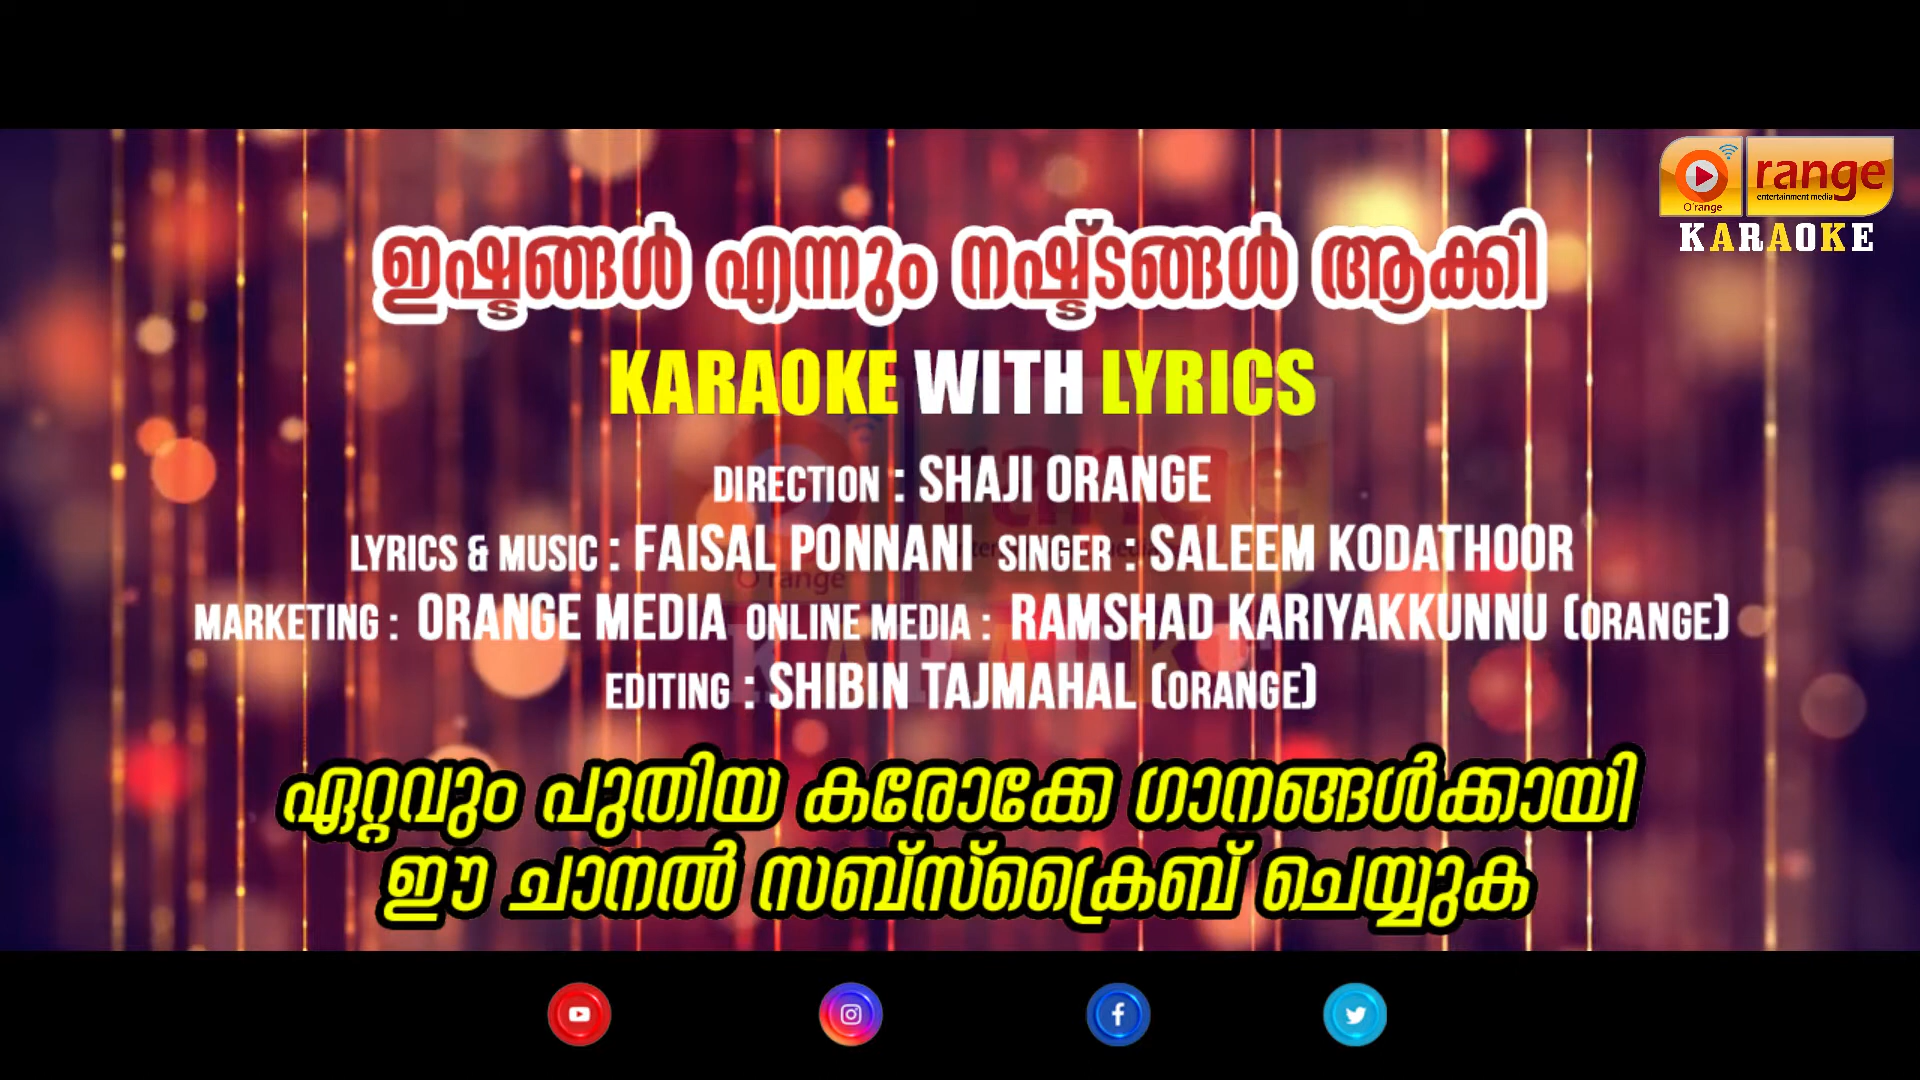 O range
O'range entertainment media
KARAOKE
ഇഷ്ടങ്ങൾ എന്നും നഷ്ട്ടങ്ങൾ ആക്കി
KARAOKE WITH LYRICS
DIRECTION : SHAJI ORANGE
LYRICS & MUSIC : FAISAL PONNANI SINGER : SALEEM KODATHOOR
MARKETING : ORANGE MEDIA ONLINE MEDIA : RAMSHAD KARIYAKKUNNU (ORANGE)
EDITING : SHIBIN TAJMAHAL (ORANGE)
ഏറ്റവും പുതിയ കരോക്കേ ഗാനങ്ങൾക്കായി
ഈ ചാനൽ സബ്സ്ക്രൈബ് ചെയ്യുക